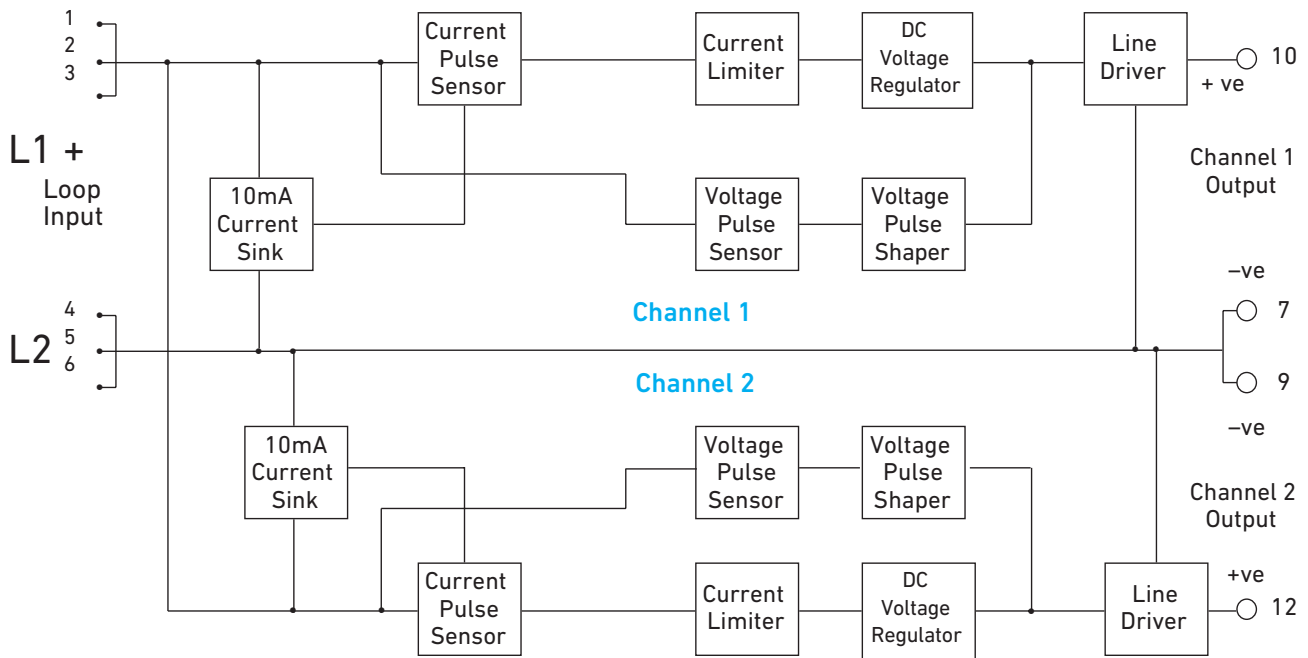 1
2
3
L1 +
Loop
Input
Current
Pulse
Sensor
Current
Limiter
DC
Voltage
Regulator
Line
Driver
10
+ ve
Channel 1
Output
10mA
Current
Sink
Voltage
Pulse
Sensor
Voltage
Pulse
Shaper
–ve
7
Channel 1
4
5
6
L2
Channel 2
9
–ve
10mA
Current
Sink
Voltage
Pulse
Sensor
Voltage
Pulse
Shaper
Channel 2
Output
Current
Pulse
Sensor
Current
Limiter
DC
Voltage
Regulator
Line
Driver
+ve
12